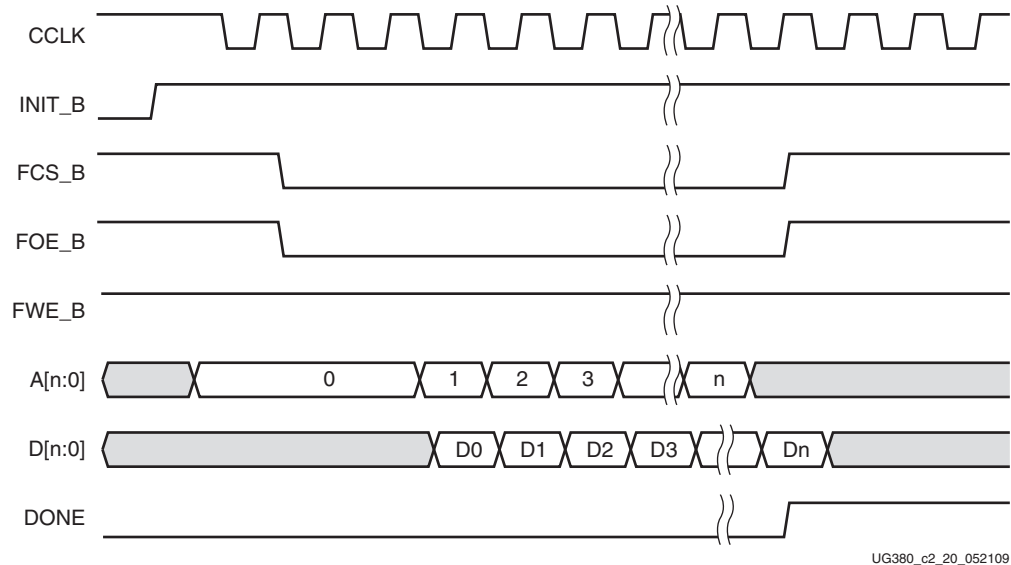 CCLK
INIT_B
FCS_B
FOE_B
FWE_B
A[n:0] 0 1 2 3 n
D[n:0] D0 D1 D2 D3 Dn
DONE
UG380_c2_20_052109